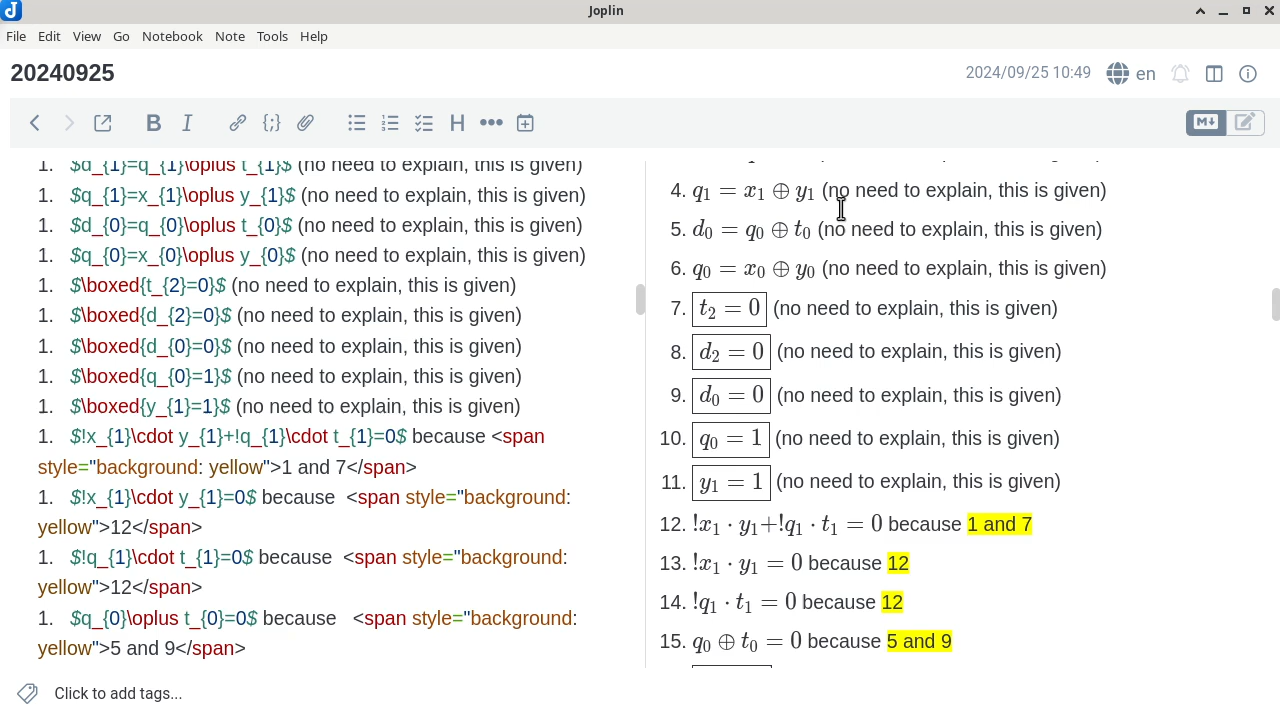 Joplin
File Edit View Go Notebook Note Tools Help
20240925
2024/09/25 10:49
en
1. $d_{1}=q_{1}\oplus t_{1}$ (no need to explain, this is given)
1. $q_{1}=x_{1}\oplus y_{1}$ (no need to explain, this is given)
1. $d_{0}=q_{0}\oplus t_{0}$ (no need to explain, this is given)
1. $q_{0}=x_{0}\oplus y_{0}$ (no need to explain, this is given)
1. $\boxed{t_{2}=0}$ (no need to explain, this is given)
1. $\boxed{d_{2}=0}$ (no need to explain, this is given)
1. $\boxed{d_{0}=0}$ (no need to explain, this is given)
1. $\boxed{q_{0}=1}$ (no need to explain, this is given)
1. $\boxed{y_{1}=1}$ (no need to explain, this is given)
1. $!x_{1}\cdot y_{1}+!q_{1}\cdot t_{1}=0$ because <span
style="background: yellow">1 and 7</span>
1. $!x_{1}\cdot y_{1}=0$ because <span style="background:
yellow">12</span>
1. $!q_{1}\cdot t_{1}=0$ because <span style="background:
yellow">12</span>
1. $q_{0}\oplus t_{0}=0$ because <span style="background:
yellow">5 and 9</span>
4. q₁ = x₁ ⊕ y₁ (no need to explain, this is given)
5. d₀ = q₀ ⊕ t₀ (no need to explain, this is given)
6. q₀ = x₀ ⊕ y₀ (no need to explain, this is given)
7. t₂ = 0 (no need to explain, this is given)
8. d₂ = 0 (no need to explain, this is given)
9. d₀ = 0 (no need to explain, this is given)
10. q₀ = 1 (no need to explain, this is given)
11. y₁ = 1 (no need to explain, this is given)
12. !x₁ · y₁+!q₁ · t₁ = 0 because 1 and 7
13. !x₁ · y₁ = 0 because 12
14. !q₁ · t₁ = 0 because 12
15. q₀ ⊕ t₀ = 0 because 5 and 9
Click to add tags...